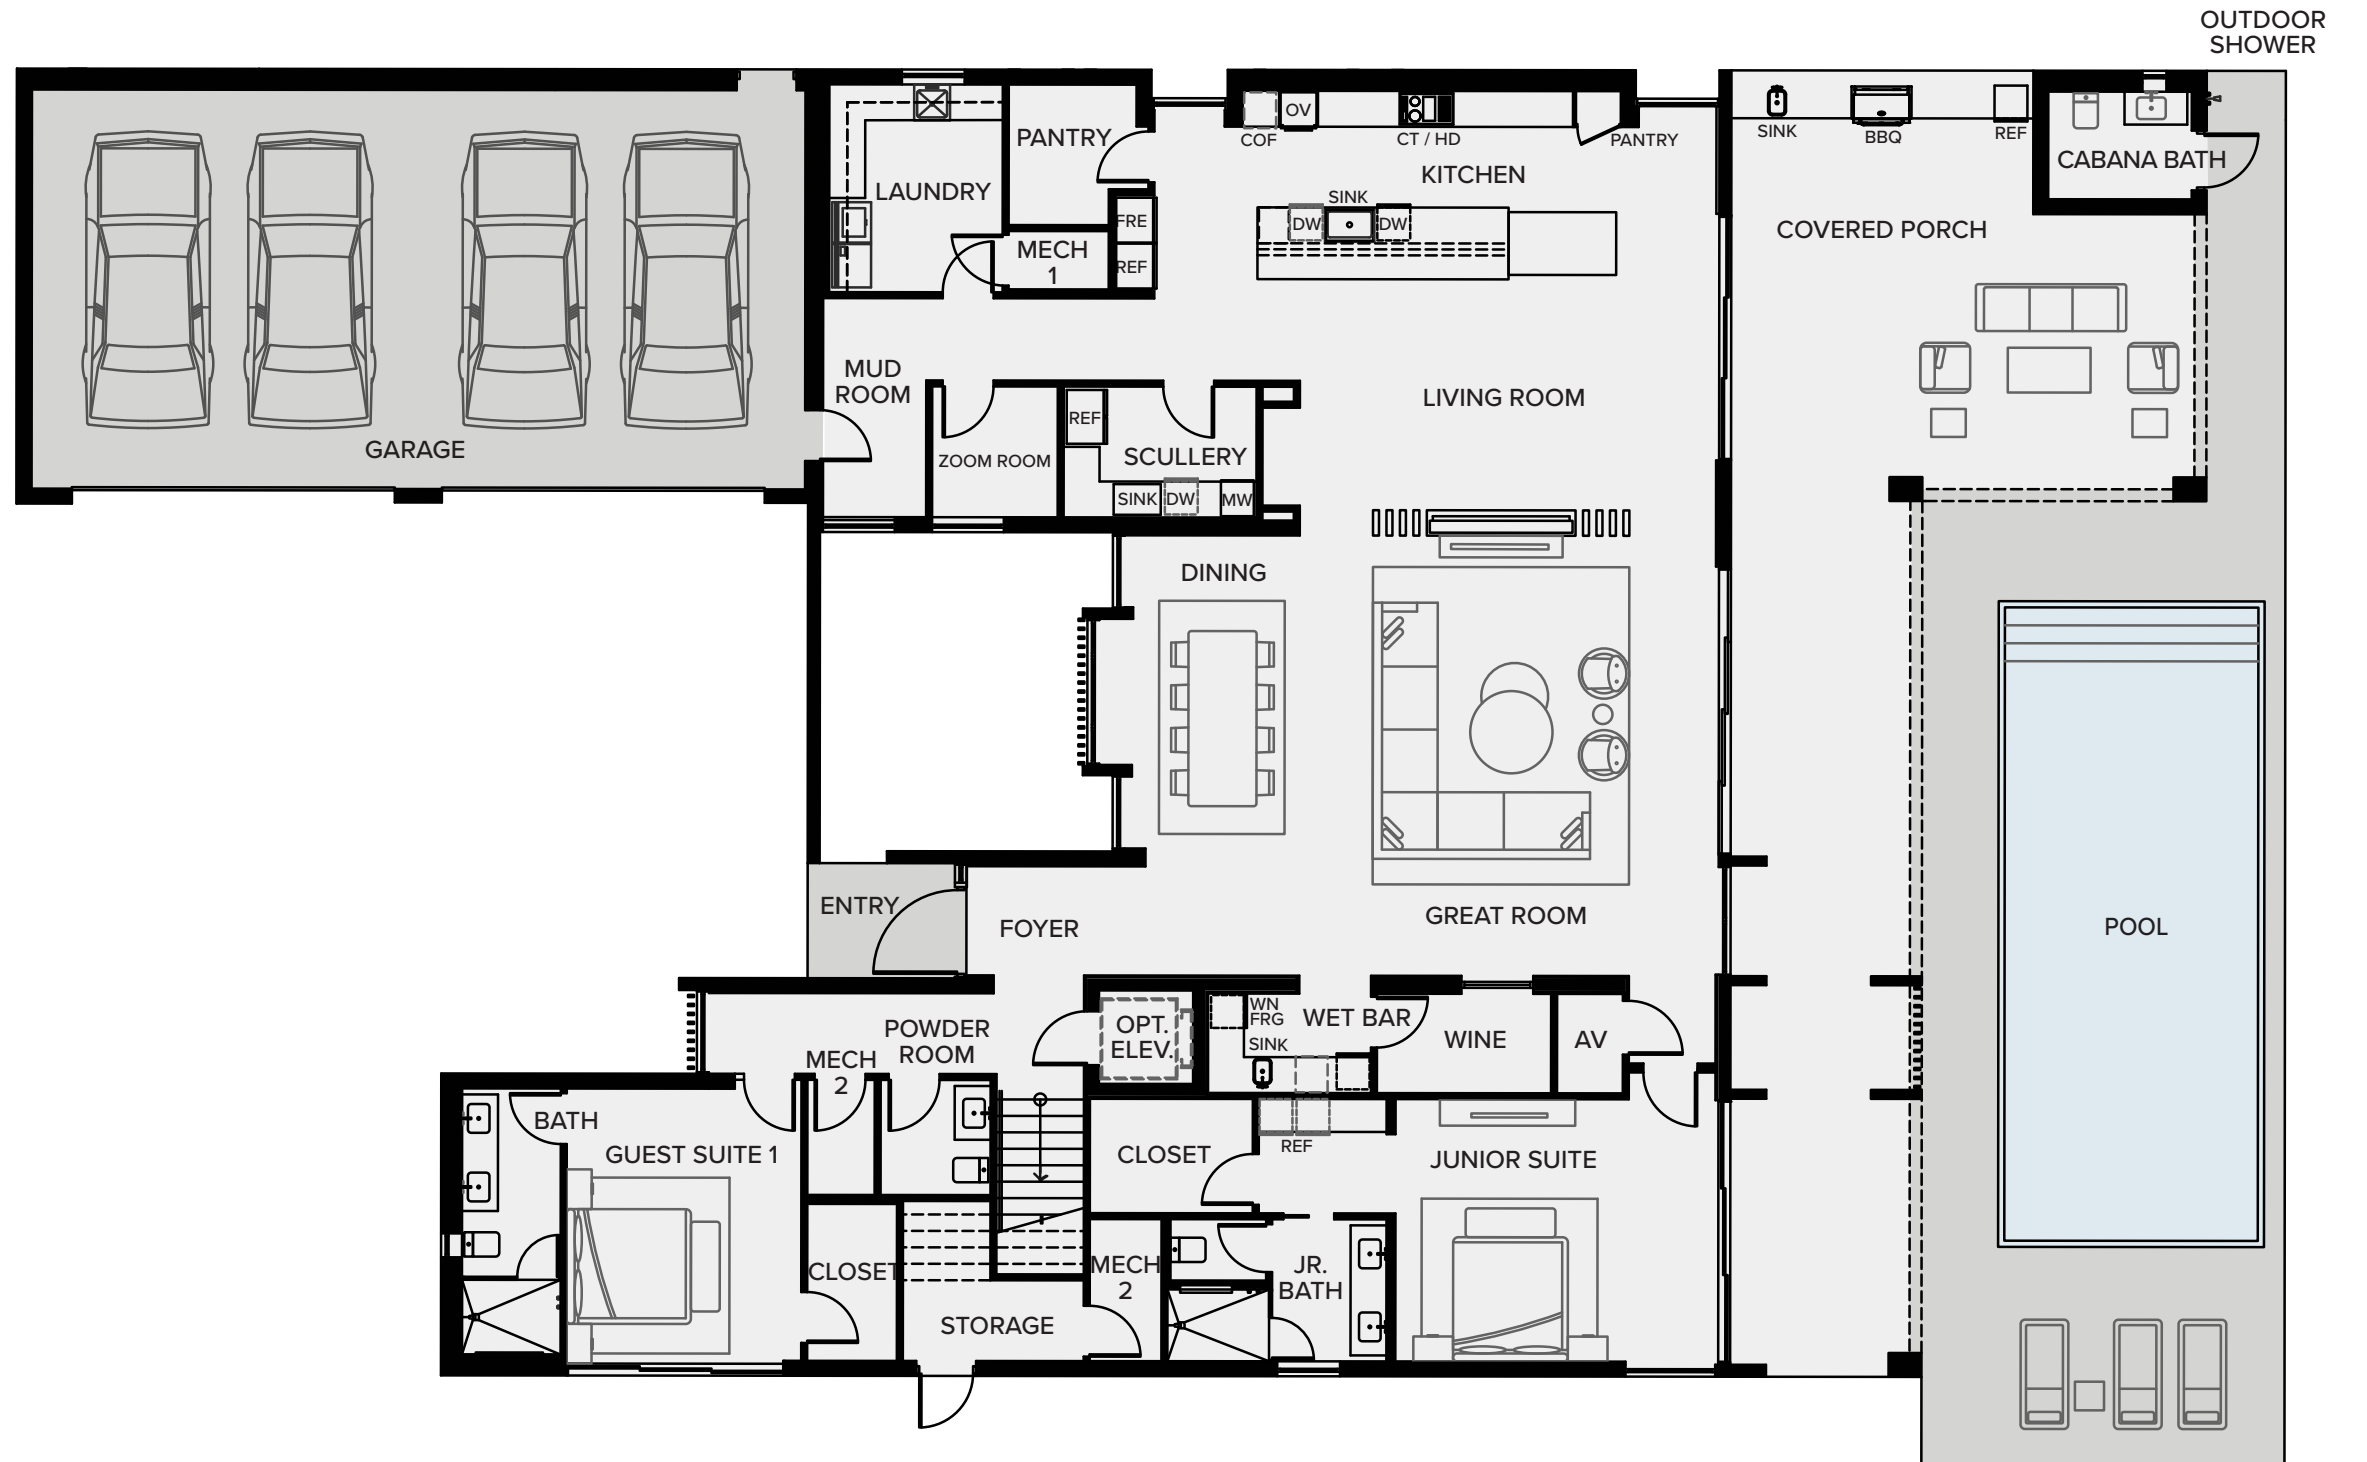 OUTDOOR
SHOWER
OV
COF
CT / HD
PANTRY
SINK
BBQ
REF
PANTRY
CABANA BATH
LAUNDRY
KITCHEN
SINK
DW
DW
FRE
REF
MECH
1
COVERED PORCH
MUD
ROOM
LIVING ROOM
GARAGE
REF
ZOOM ROOM
SCULLERY
SINK
DW
MW
DINING
ENTRY
FOYER
GREAT ROOM
POOL
POWDER
ROOM
MECH
2
OPT.
ELEV.
WN
FRG
SINK
WET BAR
WINE
AV
BATH
GUEST SUITE 1
CLOSET
REF
JUNIOR SUITE
CLOSET
MECH
2
JR.
BATH
STORAGE